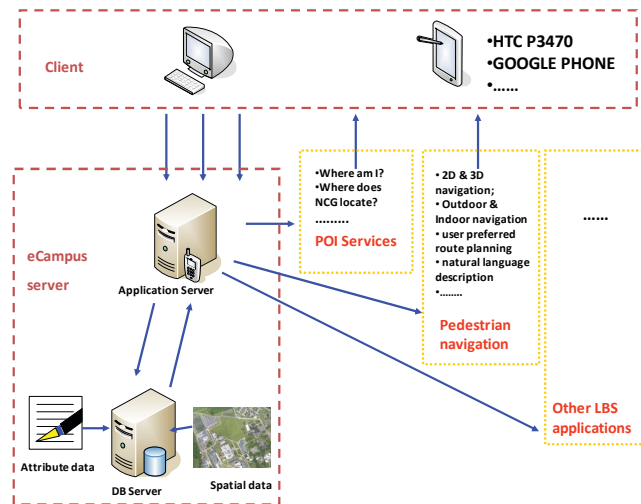 Client
•HTC P3470
•GOOGLE PHONE
•......
eCampus
server
Application Server
Attribute data
DB Server
Spatial data
•Where am I?
•Where does
NCG locate?
.........
POI Services
• 2D & 3D
navigation;
• Outdoor &
Indoor navigation
• user preferred
route planning
• natural language
description
•........
Pedestrian
navigation
......
Other LBS
applications